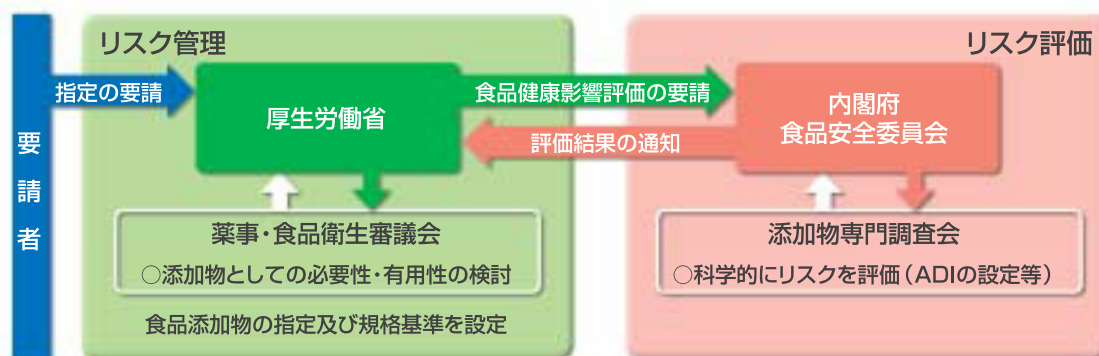 要請者
リスク管理
指定の要請
厚生労働省
食品健康影響評価の要請
評価結果の通知
薬事・食品衛生審議会
○添加物としての必要性・有用性の検討
食品添加物の指定及び規格基準を設定
リスク評価
内閣府
食品安全委員会
添加物専門調査会
○科学的にリスクを評価（ADIの設定等）